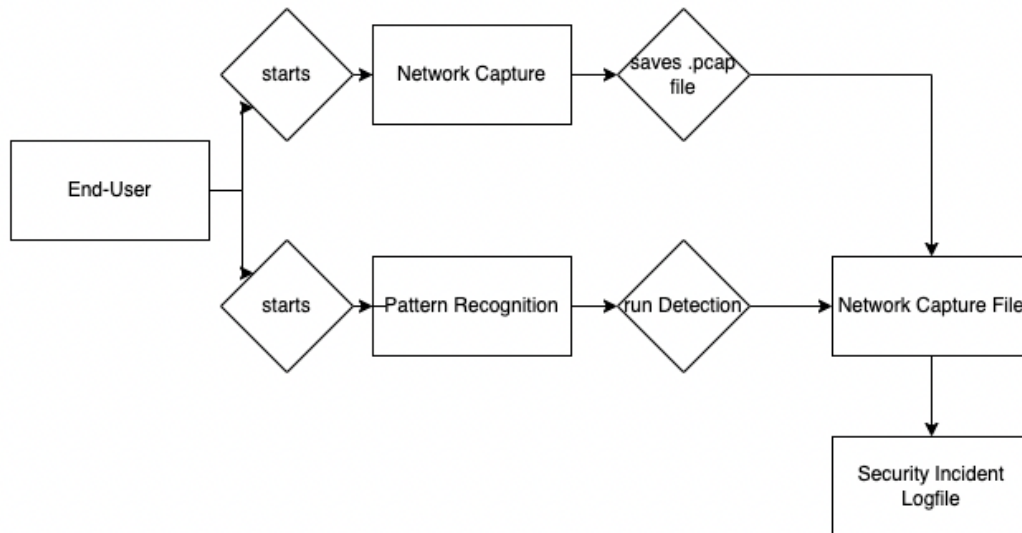 starts
Network Capture
saves .pcap
file
End-User
starts
Pattern Recognition
run Detection
Network Capture File
Security Incident
Logfile